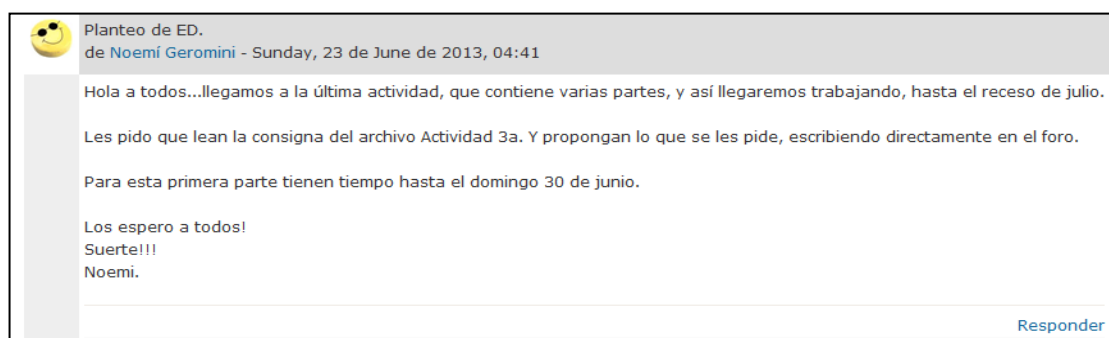 Planteo de ED.
de Noemí Geromini - Sunday, 23 de June de 2013, 04:41
Hola a todos...llegamos a la última actividad, que contiene varias partes, y así llegaremos trabajando, hasta el receso de julio.
Les pido que lean la consigna del archivo Actividad 3a. Y propongan lo que se les pide, escribiendo directamente en el foro.
Para esta primera parte tienen tiempo hasta el domingo 30 de junio.
Los espero a todos!
Suerte!!!
Noemi.
Responder